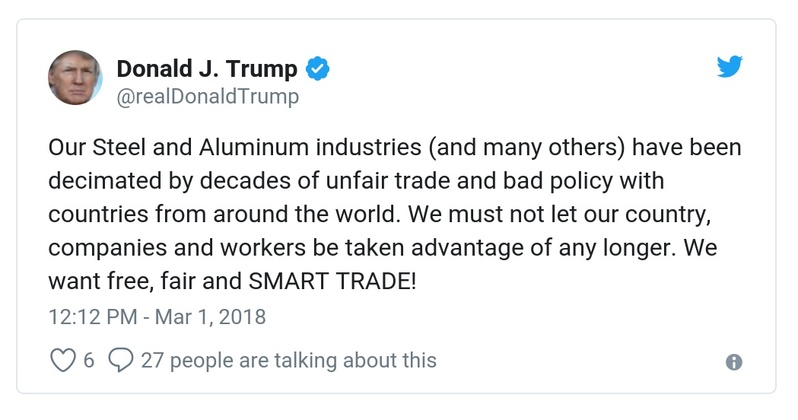 Donald J. Trump
@realDonaldTrump
Our Steel and Aluminum industries (and many others) have been
decimated by decades of unfair trade and bad policy with
countries from around the world. We must not let our country,
companies and workers be taken advantage of any longer. We
want free, fair and SMART TRADE!
12:12 PM - Mar 1, 2018
6 27 people are talking about this